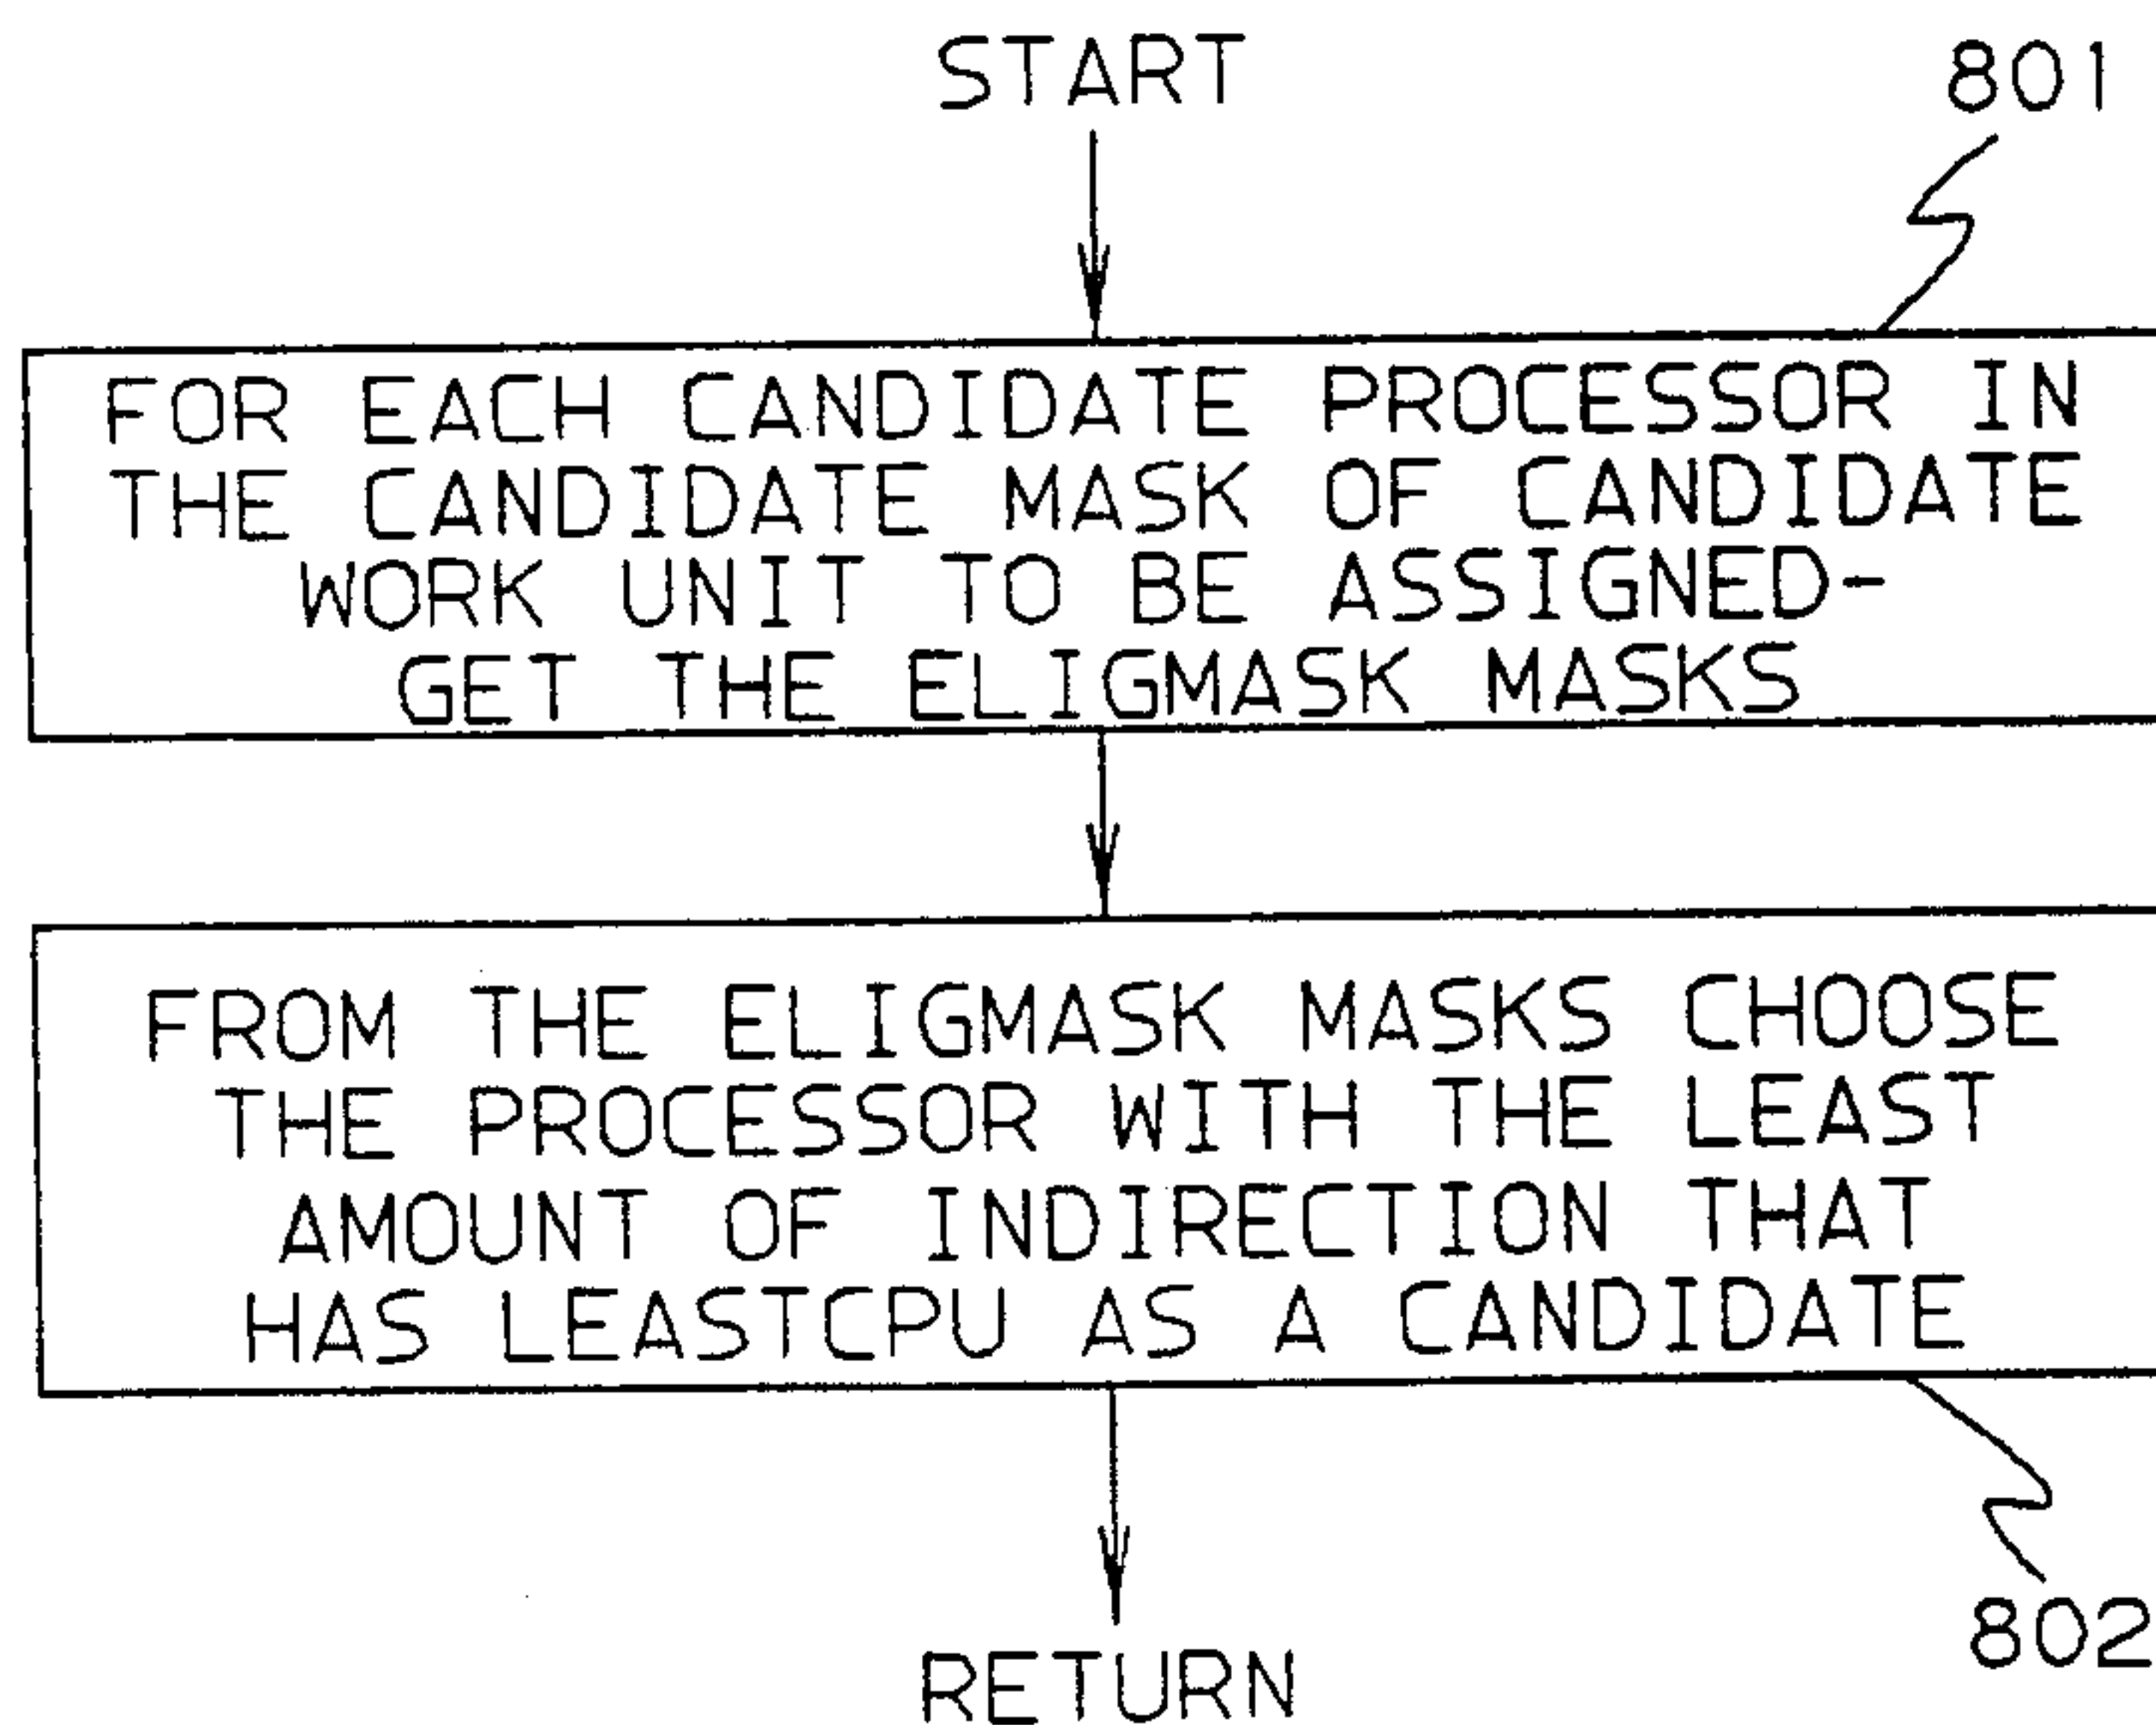 START
801
FOR EACH CANDIDATE PROCESSOR IN
THE CANDIDATE MASK OF CANDIDATE
WORK UNIT TO BE ASSIGNED-
GET THE ELIGMASK MASKS
FROM THE ELIGMASK MASKS CHOOSE
THE PROCESSOR WITH THE LEAST
AMOUNT OF INDIRECTION THAT
HAS LEASTCPU AS A CANDIDATE
802
RETURN